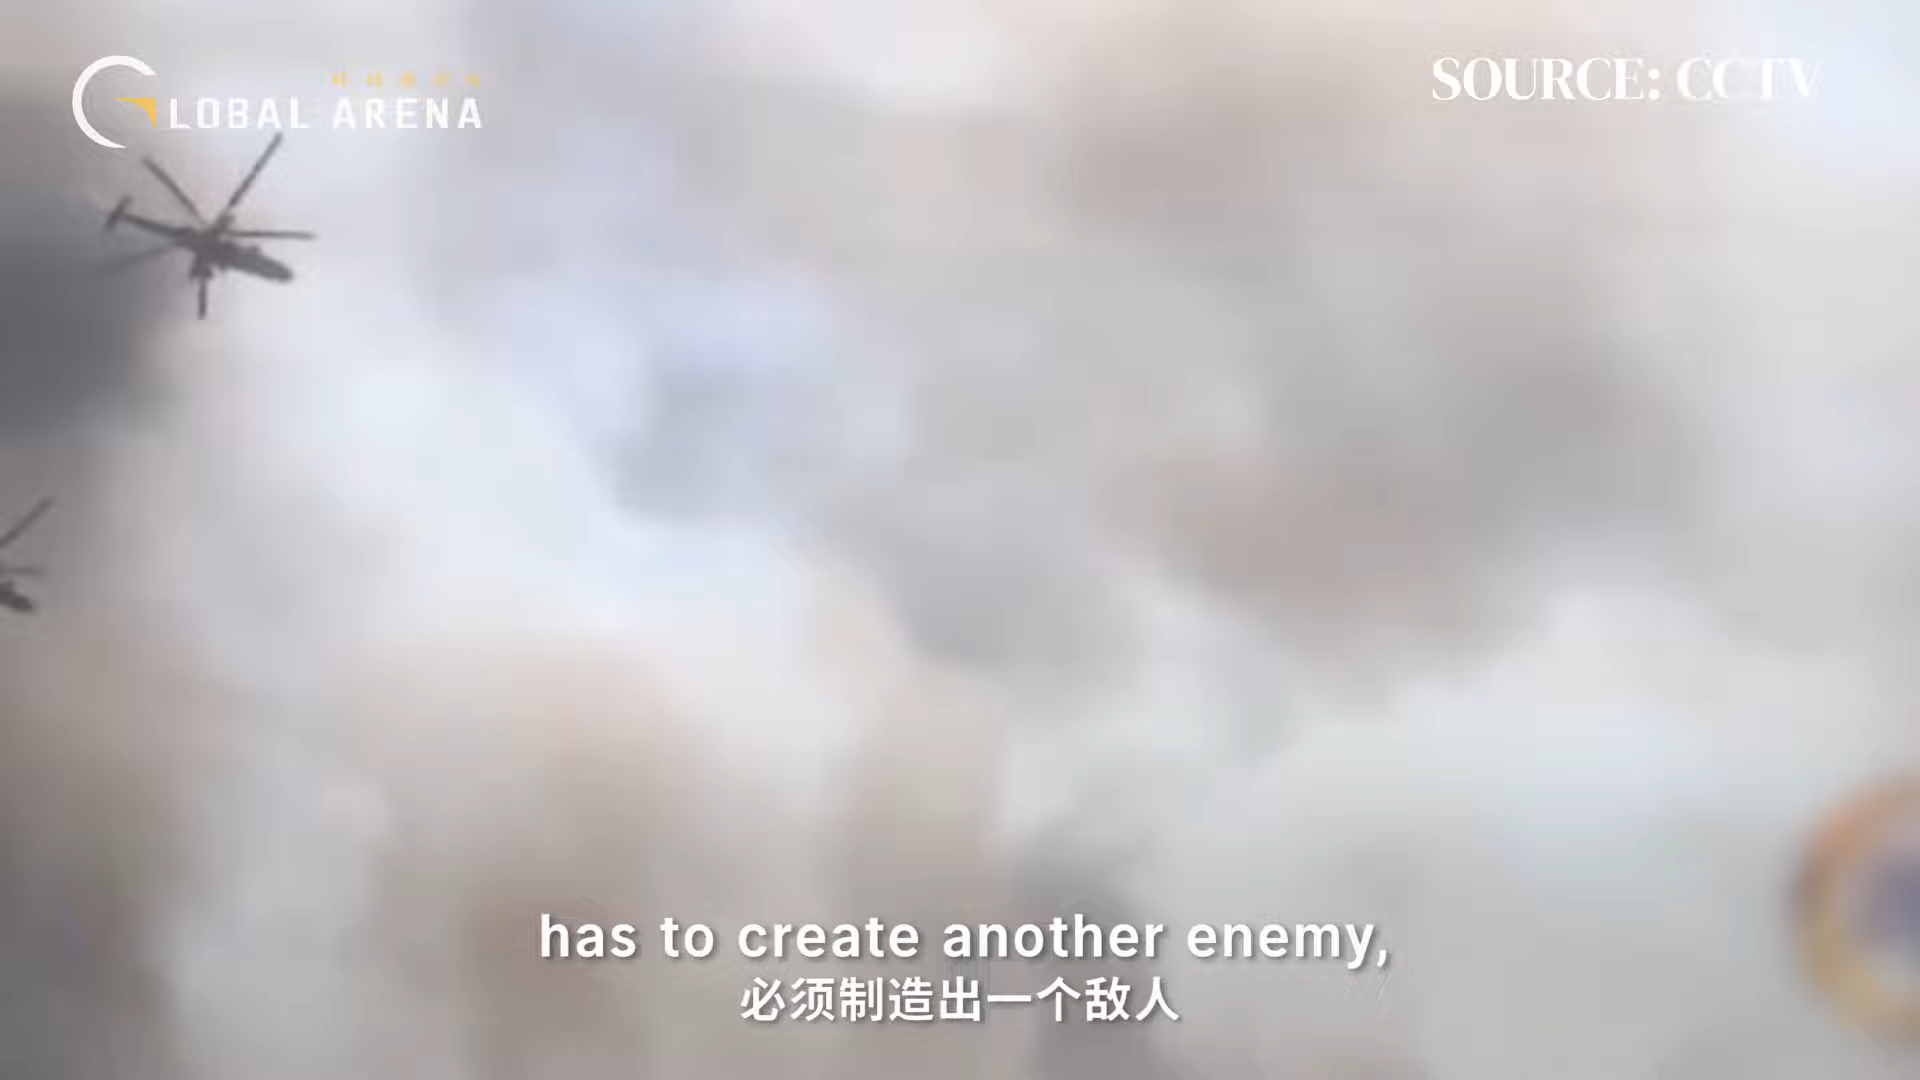 GLOBAL ARENA
SOURCE: CCTV
has to create another enemy,
必须制造出一个敌人